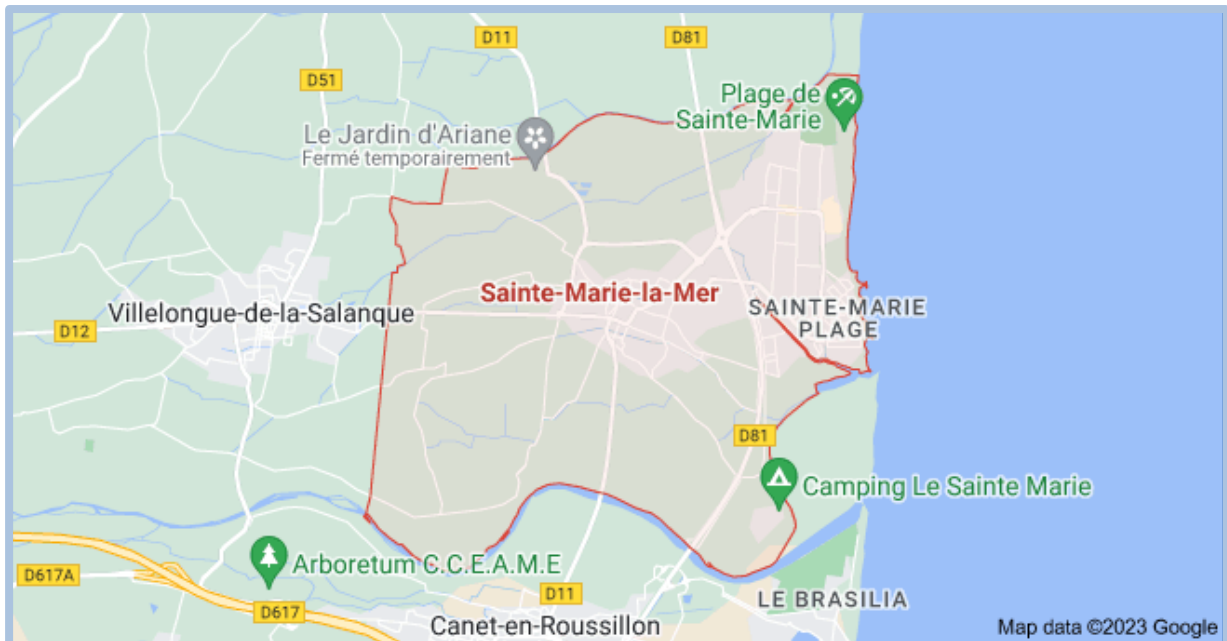 D11
D81
D51
Plage de
Sainte-Marie
Le Jardin d'Ariane
Fermé temporairement
Sainte-Marie-la-Mer
SAINTE-MARIE
PLAGE
Villelongue-de-la-Salanque
D12
D81
Camping Le Sainte Marie
Arboretum C.C.E.A.M.E
D617A
D11
LE BRASILIA
D617
Canet-en-Roussillon
Map data ©2023 Google